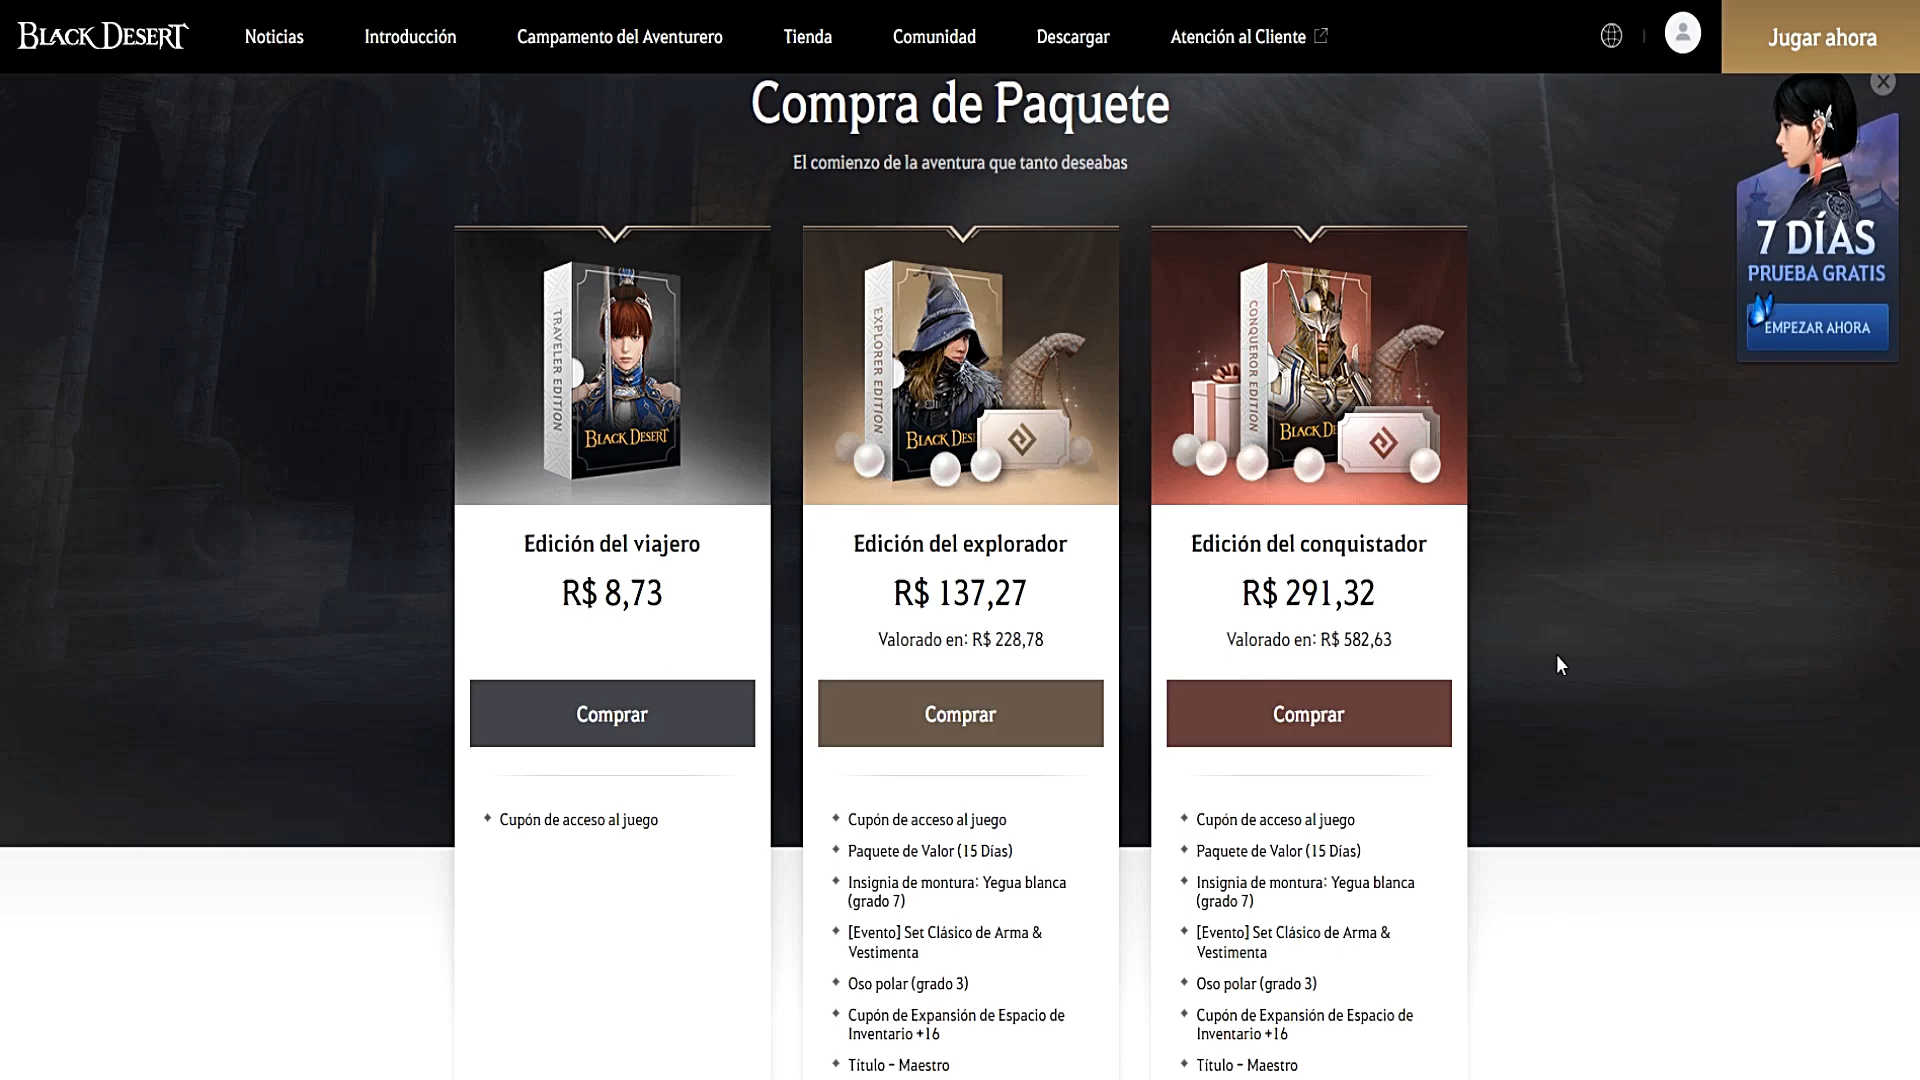 BLACK DESERT
Noticias
Introducción
Campamento del Aventurero
Tienda
Comunidad
Descargar
Atención al Cliente
Jugar ahora
Compra de Paquete
El comienzo de la aventura que tanto deseabas
7 DÍAS
PRUEBA GRATIS
EMPEZAR AHORA
TRAVELER EDITION
BLACK DESERT
Edición del viajero
R$ 8,73
Comprar
Cupón de acceso al juego
EXPLORER EDITION
BLACK DESE
Edición del explorador
R$ 137,27
Valorado en: R$ 228,78
Comprar
Cupón de acceso al juego
Paquete de Valor (15 Días)
Insignia de montura: Yegua blanca
(grado 7)
[Evento] Set Clásico de Arma &
Vestimenta
Oso polar (grado 3)
Cupón de Expansión de Espacio de
Inventario +16
Título – Maestro
CONQUEROR EDITION
BLACK DE
Edición del conquistador
R$ 291,32
Valorado en: R$ 582,63
Comprar
Cupón de acceso al juego
Paquete de Valor (15 Días)
Insignia de montura: Yegua blanca
(grado 7)
[Evento] Set Clásico de Arma &
Vestimenta
Oso polar (grado 3)
Cupón de Expansión de Espacio de
Inventario +16
Título – Maestro